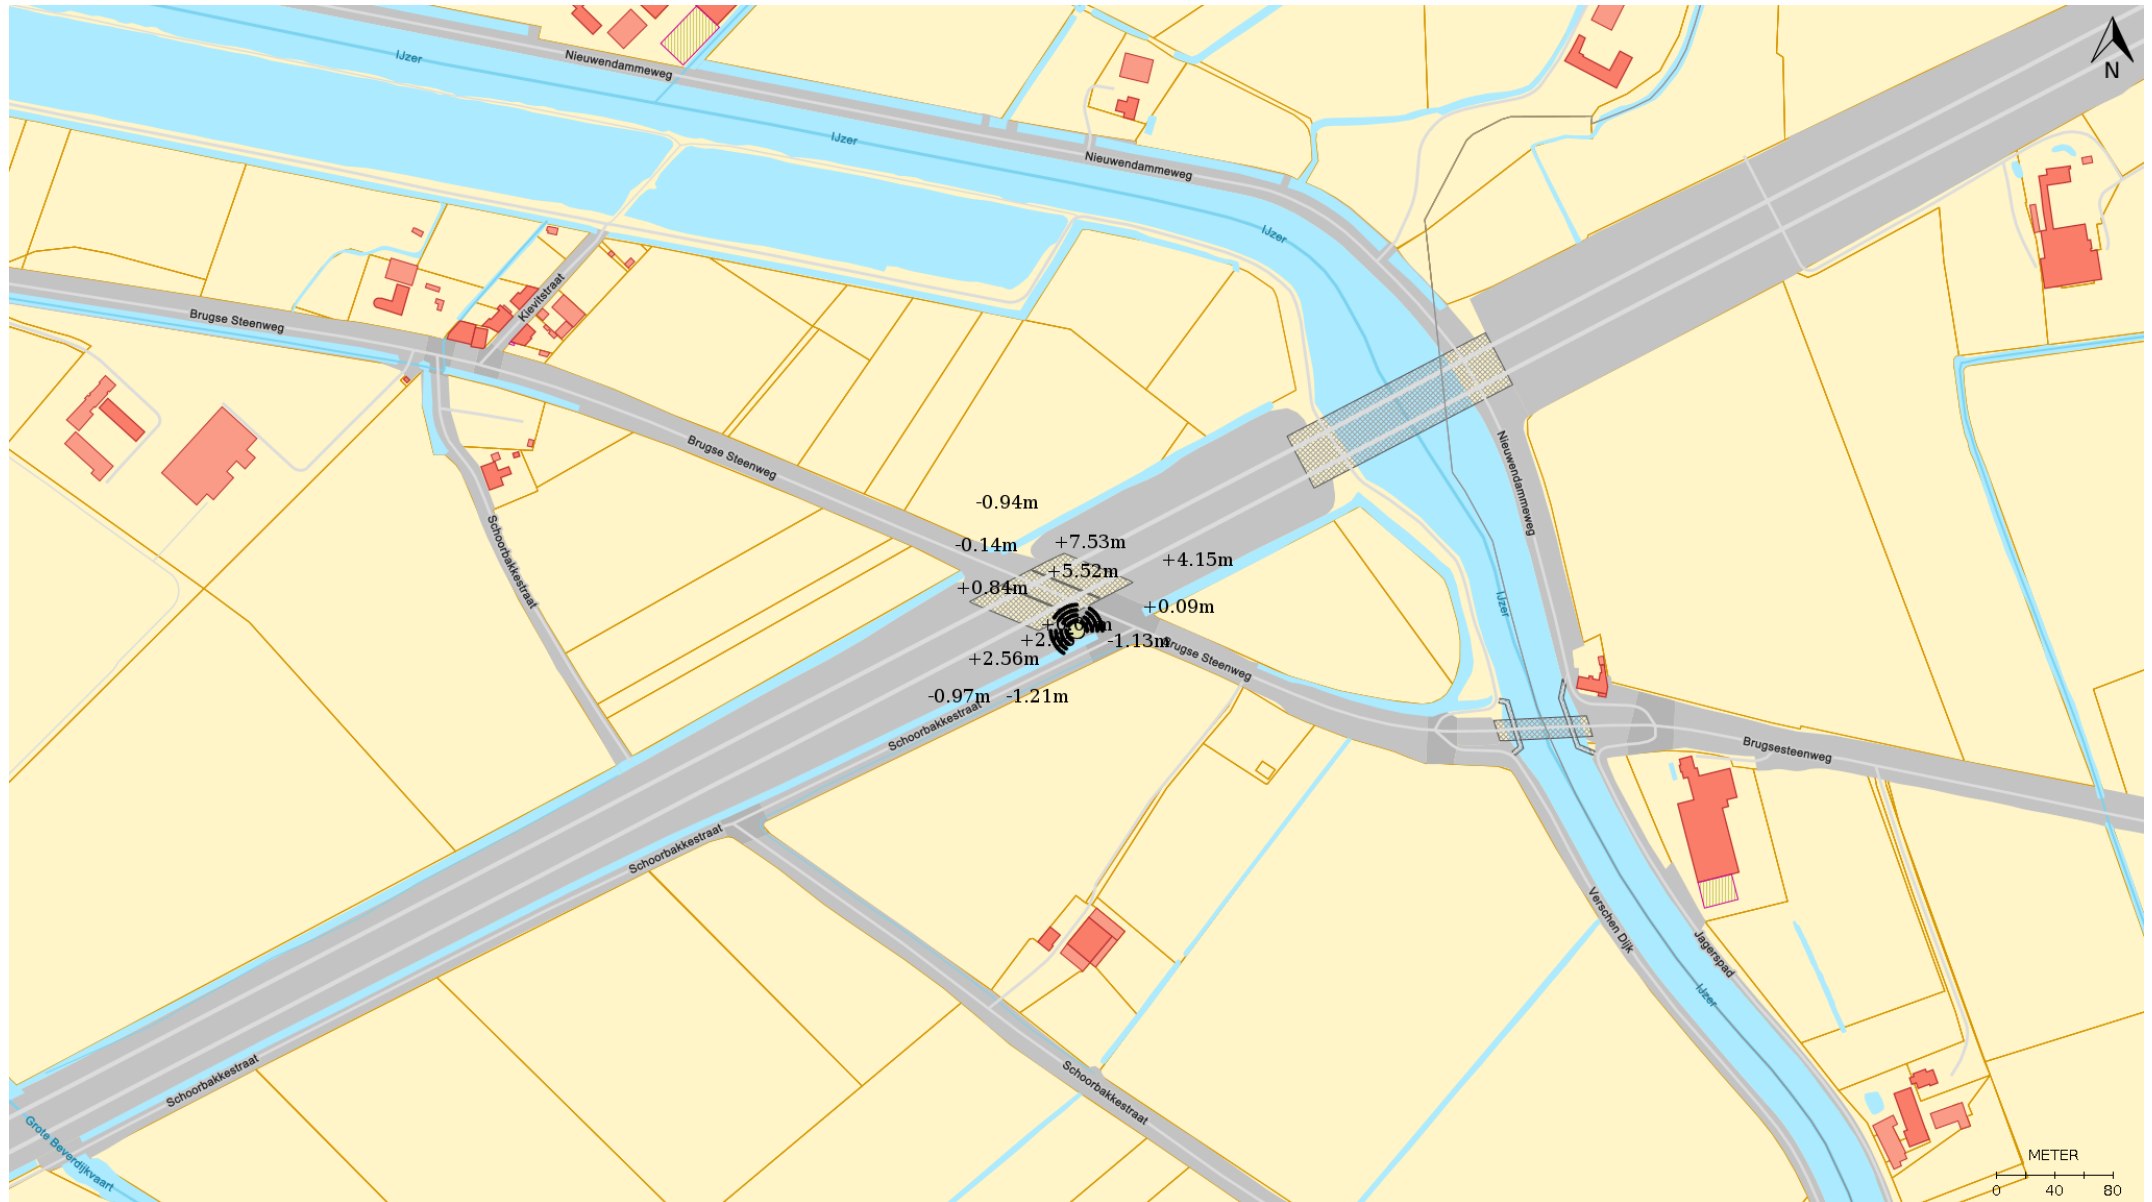 IJzer
Nieuwendammeweg
N
IJzer
Nieuwendammeweg
IJzer
Kievitstraat
Brugse Steenweg
Brugse Steenweg
Nieuwendammeweg
-0.94m
-0.14m
+7.53m
+4.15m
+5.52m
+0.84m
Schoorbakkestraat
IJzer
+0.09m
-1.13m
+2.56m
Brugse Steenweg
-0.97m
-1.21m
Schoorbakkestraat
Brugsesteenweg
Schoorbakkestraat
Verschen Dijk
Jagerspad
IJzer
Schoorbakkestraat
Schoorbakkestraat
Grote Beverdijkvaart
METER
0 40 80